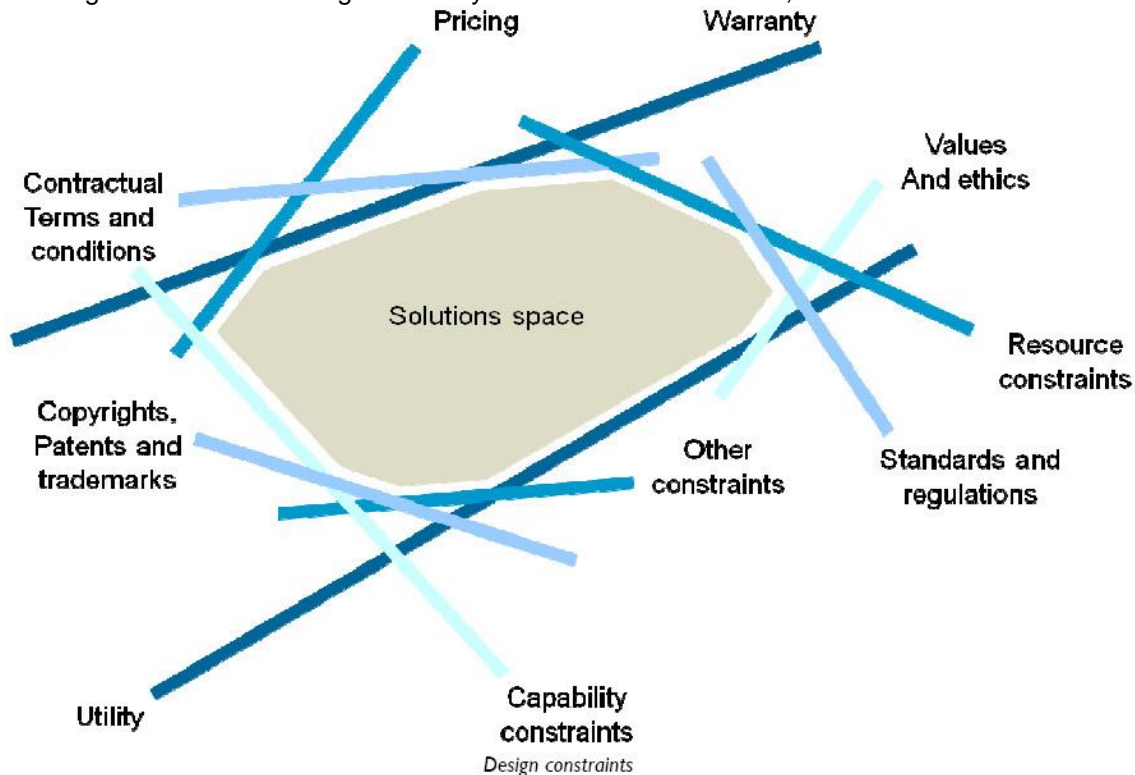 Pricing
Warranty
Values
And ethics
Contractual
Terms and
conditions
Solutions space
Resource
constraints
Copyrights,
Patents and
trademarks
Other
constraints
Standards and
regulations
Utility
Capability
constraints
Design constraints